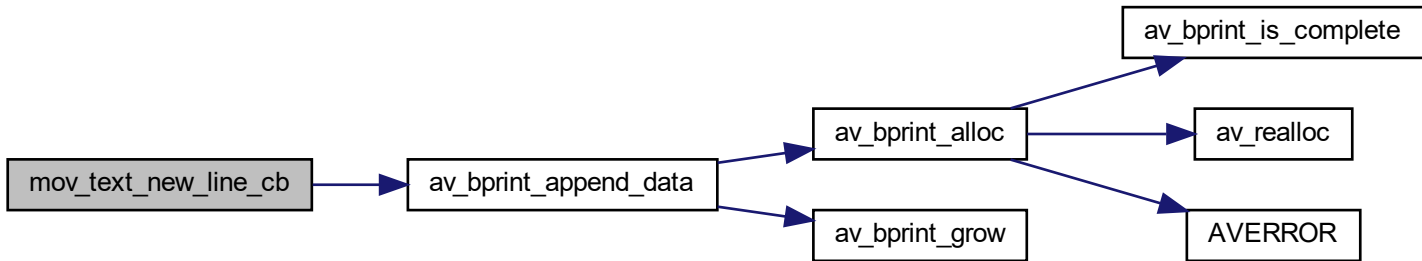 mov_text_new_line_cb
av_bprint_append_data
av_bprint_alloc
av_bprint_grow
av_bprint_is_complete
av_realloc
AVERROR